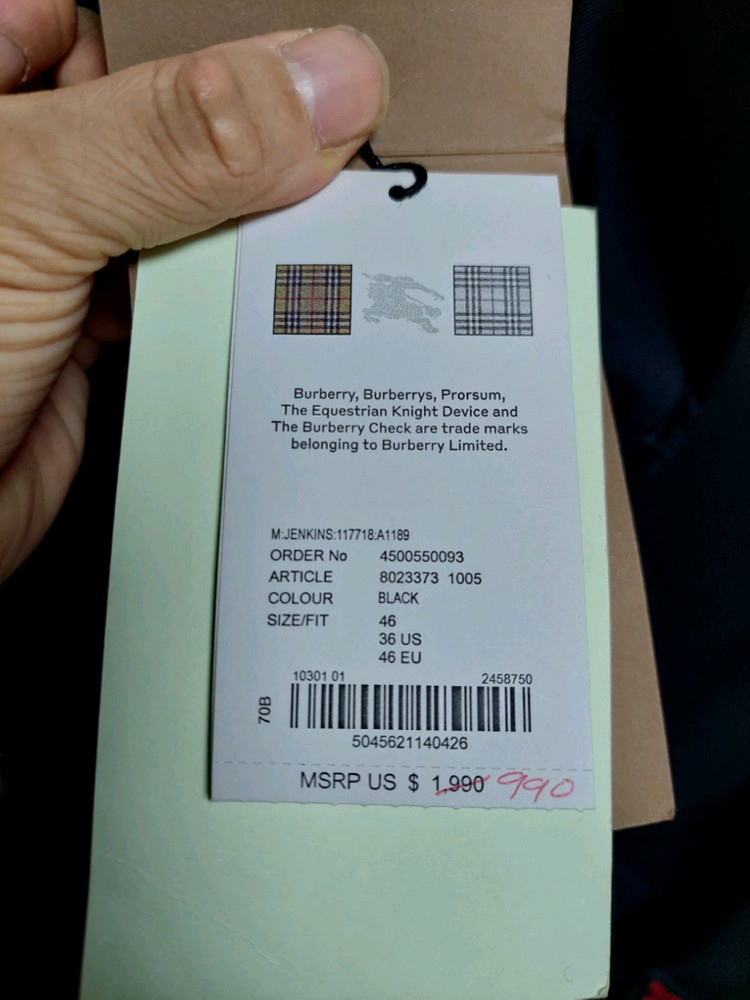 Burberry, Burberrys, Prorsum,
The Equestrian Knight Device and
The Burberry Check are trade marks
belonging to Burberry Limited.
M:JENKINS:117718:A1189
ORDER No 4500550093
ARTICLE 8023373 1005
COLOUR BLACK
SIZE/FIT 46
36 US
46 EU
10301 01 2458750
70B
5045621140426
MSRP US $ 1,990 990